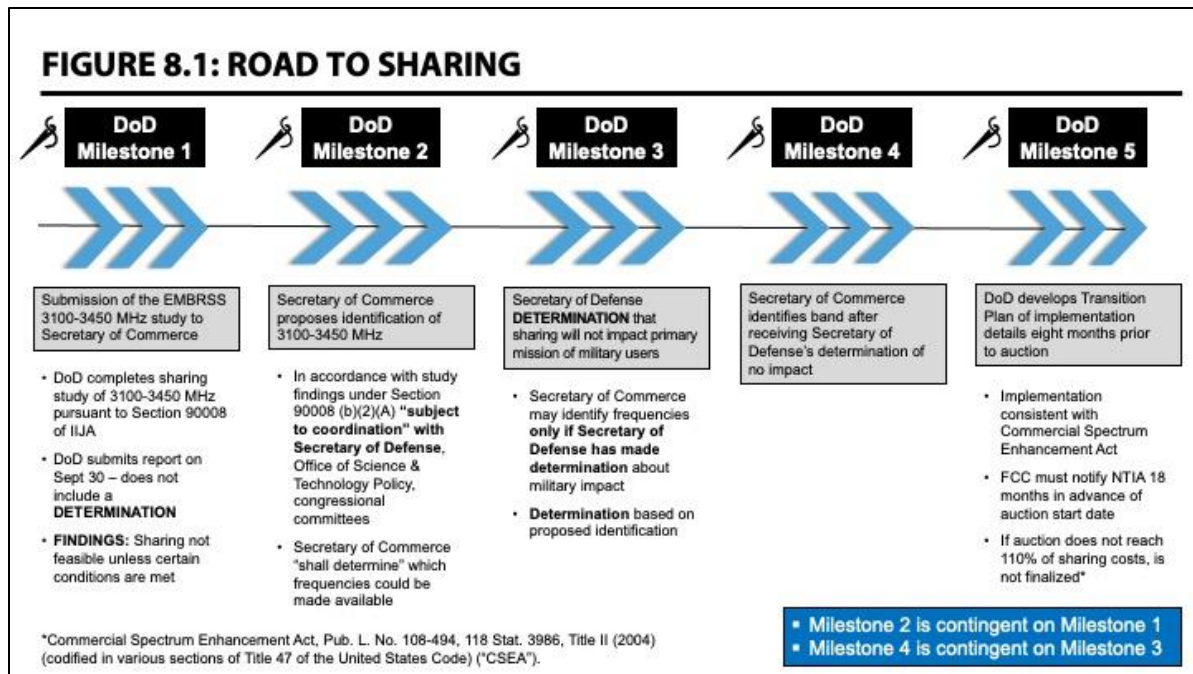 FIGURE 8.1: ROAD TO SHARING
DoD
Milestone 1
DoD
Milestone 2
DoD
Milestone 3
DoD
Milestone 4
DoD
Milestone 5
Submission of the EMBRSS
3100-3450 MHz study to
Secretary of Commerce
• DoD completes sharing
study of 3100-3450 MHz
pursuant to Section 90008
of IIJA
• DoD submits report on
Sept 30 – does not
include a
DETERMINATION
• FINDINGS: Sharing not
feasible unless certain
conditions are met
Secretary of Commerce
proposes identification of
3100-3450 MHz
• In accordance with study
findings under Section
90008 (b)(2)(A) “subject
to coordination” with
Secretary of Defense,
Office of Science &
Technology Policy,
congressional
committees
• Secretary of Commerce
“shall determine” which
frequencies could be
made available
Secretary of Defense
DETERMINATION that
sharing will not impact primary
mission of military users
• Secretary of Commerce
may identify frequencies
only if Secretary of
Defense has made
determination about
military impact
• Determination based on
proposed identification
Secretary of Commerce
identifies band after
receiving Secretary of
Defense’s determination of
no impact
DoD develops Transition
Plan of implementation
details eight months prior
to auction
• Implementation
consistent with
Commercial Spectrum
Enhancement Act
• FCC must notify NTIA 18
months in advance of
auction start date
• If auction does not reach
110% of sharing costs, is
not finalized*
*Commercial Spectrum Enhancement Act, Pub. L. No. 108-494, 118 Stat. 3986, Title II (2004)
(codified in various sections of Title 47 of the United States Code) (“CSEA”).
▪ Milestone 2 is contingent on Milestone 1
▪ Milestone 4 is contingent on Milestone 3